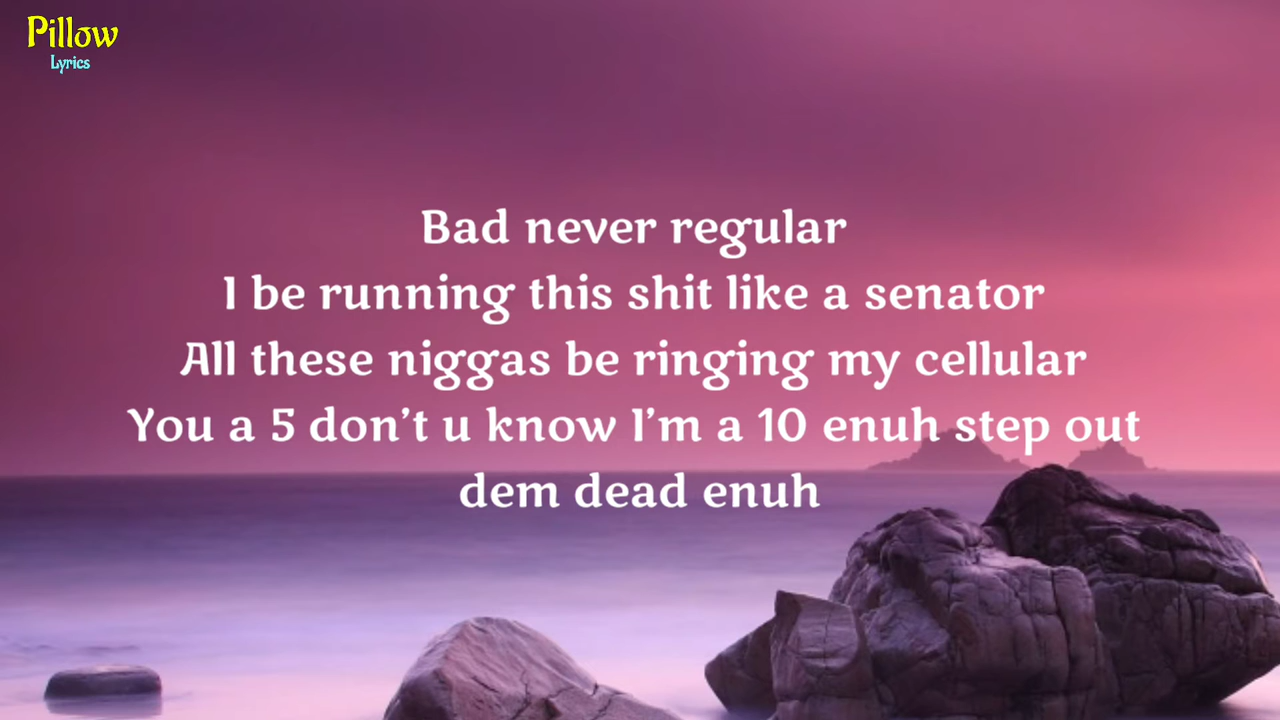 Pillow
Lyrics
Bad never regular
I be running this shit like a senator
All these niggas be ringing my cellular
You a 5 don't u know I'm a 10 enuh step out
dem dead enuh